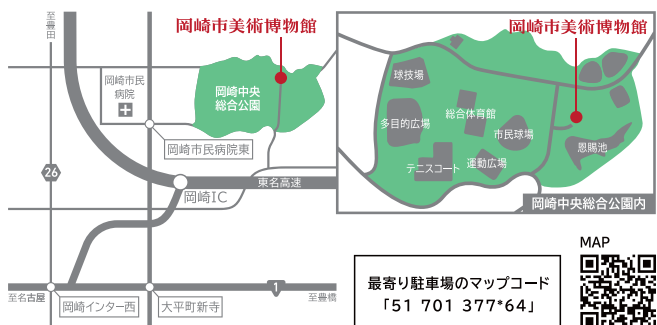 至豊田
岡崎市美術博物館
岡崎市民
病院
岡崎中央
総合公園
岡崎市民病院東
26
東名高速
岡崎IC
至名古屋
1
至豊橋
岡崎インター西
大平町新寺
岡崎市美術博物館
球技場
多目的広場
総合体育館
市民球場
恩賜池
テニスコート
運動広場
岡崎中央総合公園内
MAP
最寄り駐車場のマップコード
「51 701 377*64」